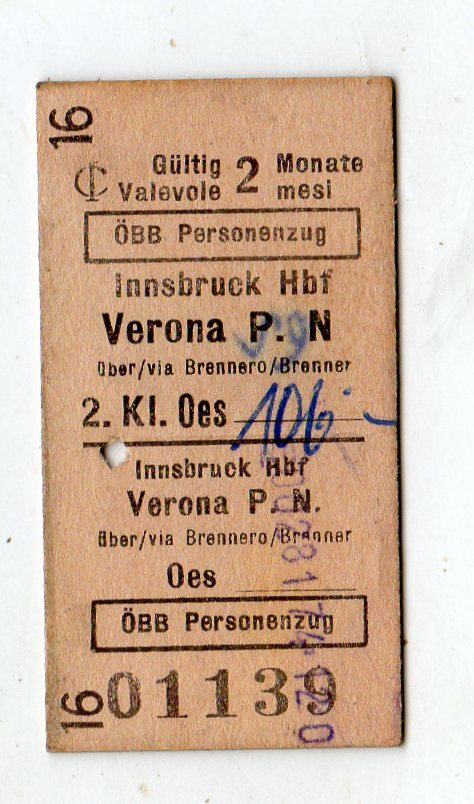 16
Gültig 2 Monate
Valevole mesi
ÖBB Personenzug
Innsbruck Hbf
Verona P. N
über/via Brennero/Brenner
2. Kl. Oes 106,-
Innsbruck Hbf
Verona P. N.
über/via Brennero/Brenner
Oes
ÖBB Personenzug
16 01139